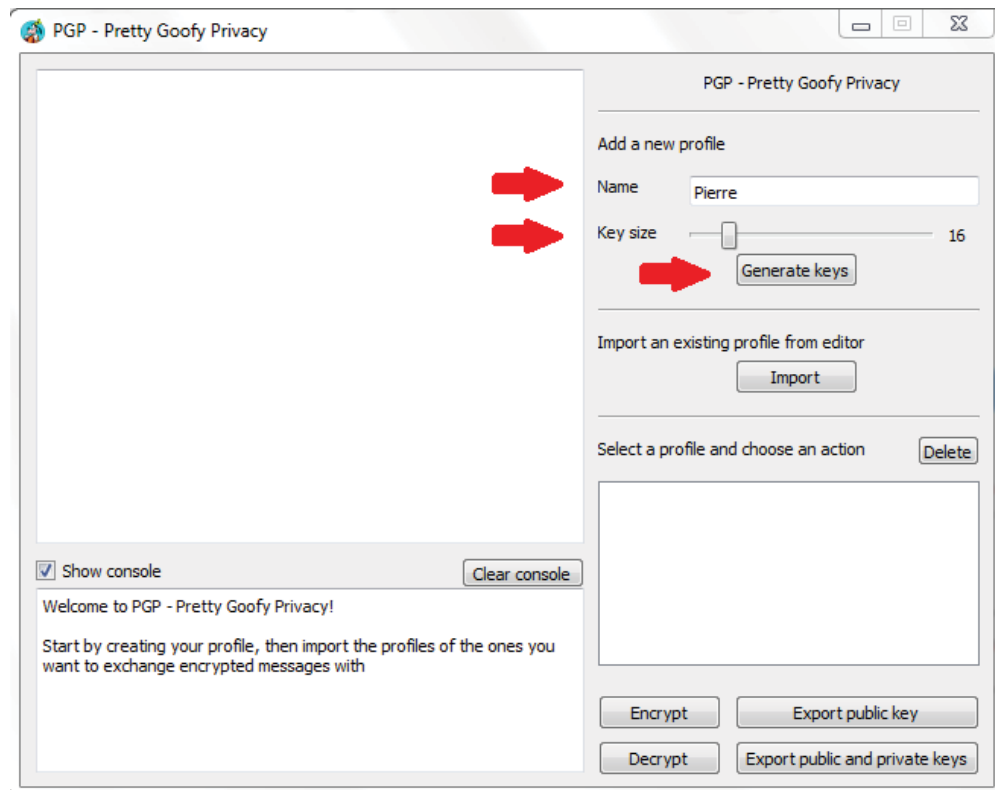 PGP - Pretty Goofy Privacy
PGP - Pretty Goofy Privacy
Add a new profile
Name Pierre
Key size 16
Generate keys
Import an existing profile from editor
Import
Select a profile and choose an action Delete
Show console Clear console
Welcome to PGP - Pretty Goofy Privacy!
Start by creating your profile, then import the profiles of the ones you
want to exchange encrypted messages with
Encrypt Export public key
Decrypt Export public and private keys